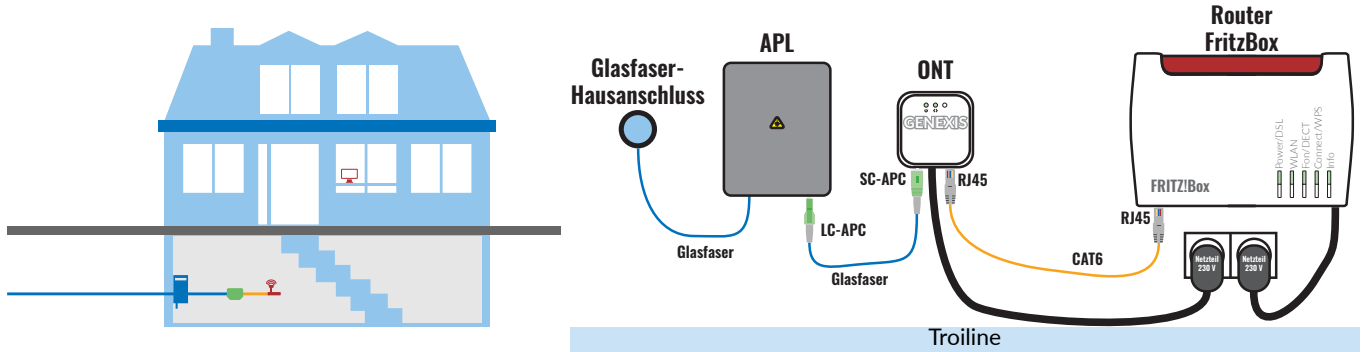 Glasfaser-
Hausanschluss
APL
ONT
Router
FritzBox
GENEXIS
SC-APC
RJ45
LC-APC
Glasfaser
Glasfaser
CAT6
RJ45
FRITZ!Box
Power/DSL
WLAN
Fon/DECT
Connect/WPS
Info
Netzteil
230 V
Netzteil
230 V
Troiline